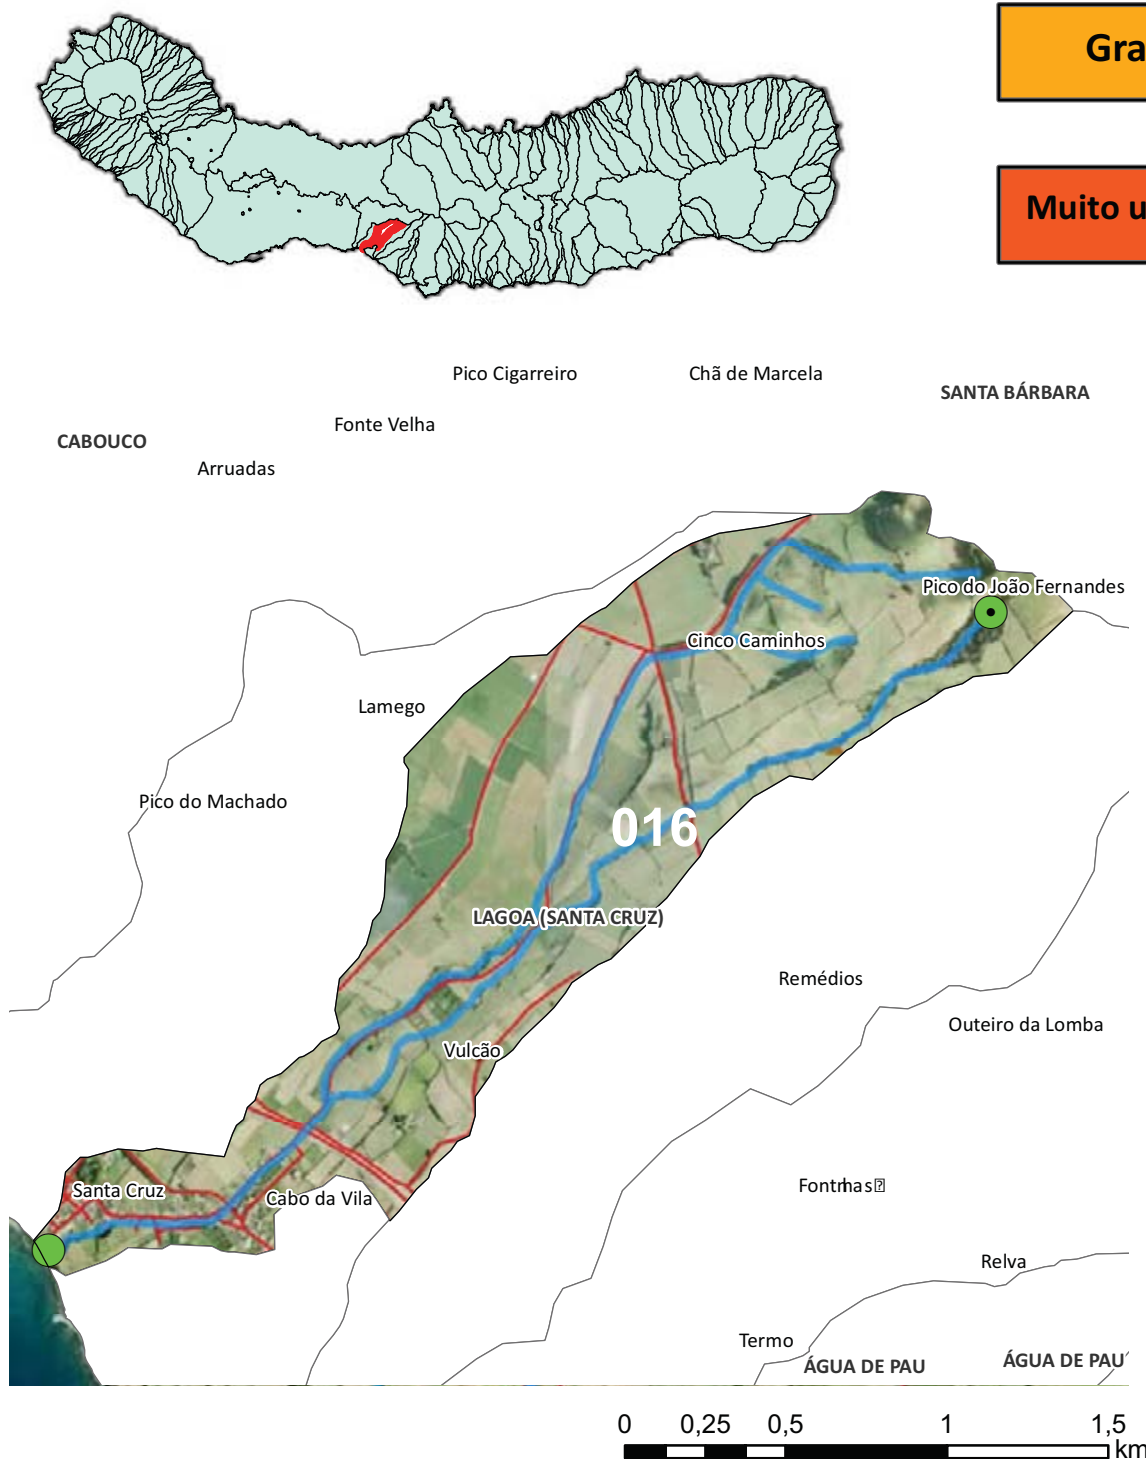 Gra
Muito u
Pico Cigarreiro
Chã de Marcela
SANTA BÁRBARA
Fonte Velha
CABOUCO
Arruadas
Pico do João Fernandes
Cinco Caminhos
Lamego
Pico do Machado
016
LAGOA (SANTA CRUZ)
Remédios
Outeiro da Lomba
Vulcão
Santa Cruz
Cabo da Vila
Relva
Termo
ÁGUA DE PAU
ÁGUA DE PAU
0 0,25 0,5 1 1,5
km